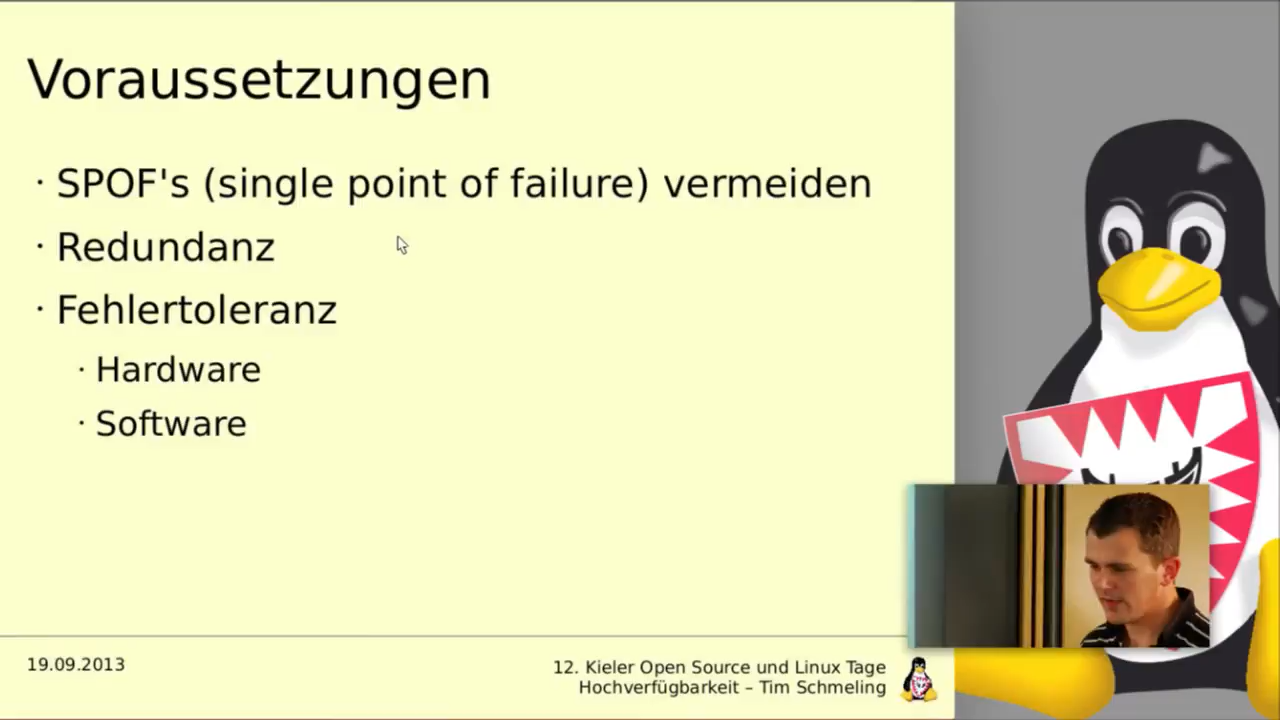 Voraussetzungen
· SPOF's (single point of failure) vermeiden
· Redundanz
· Fehlertoleranz
· Hardware
· Software
19.09.2013
12. Kieler Open Source und Linux Tage
Hochverfügbarkeit – Tim Schmeling